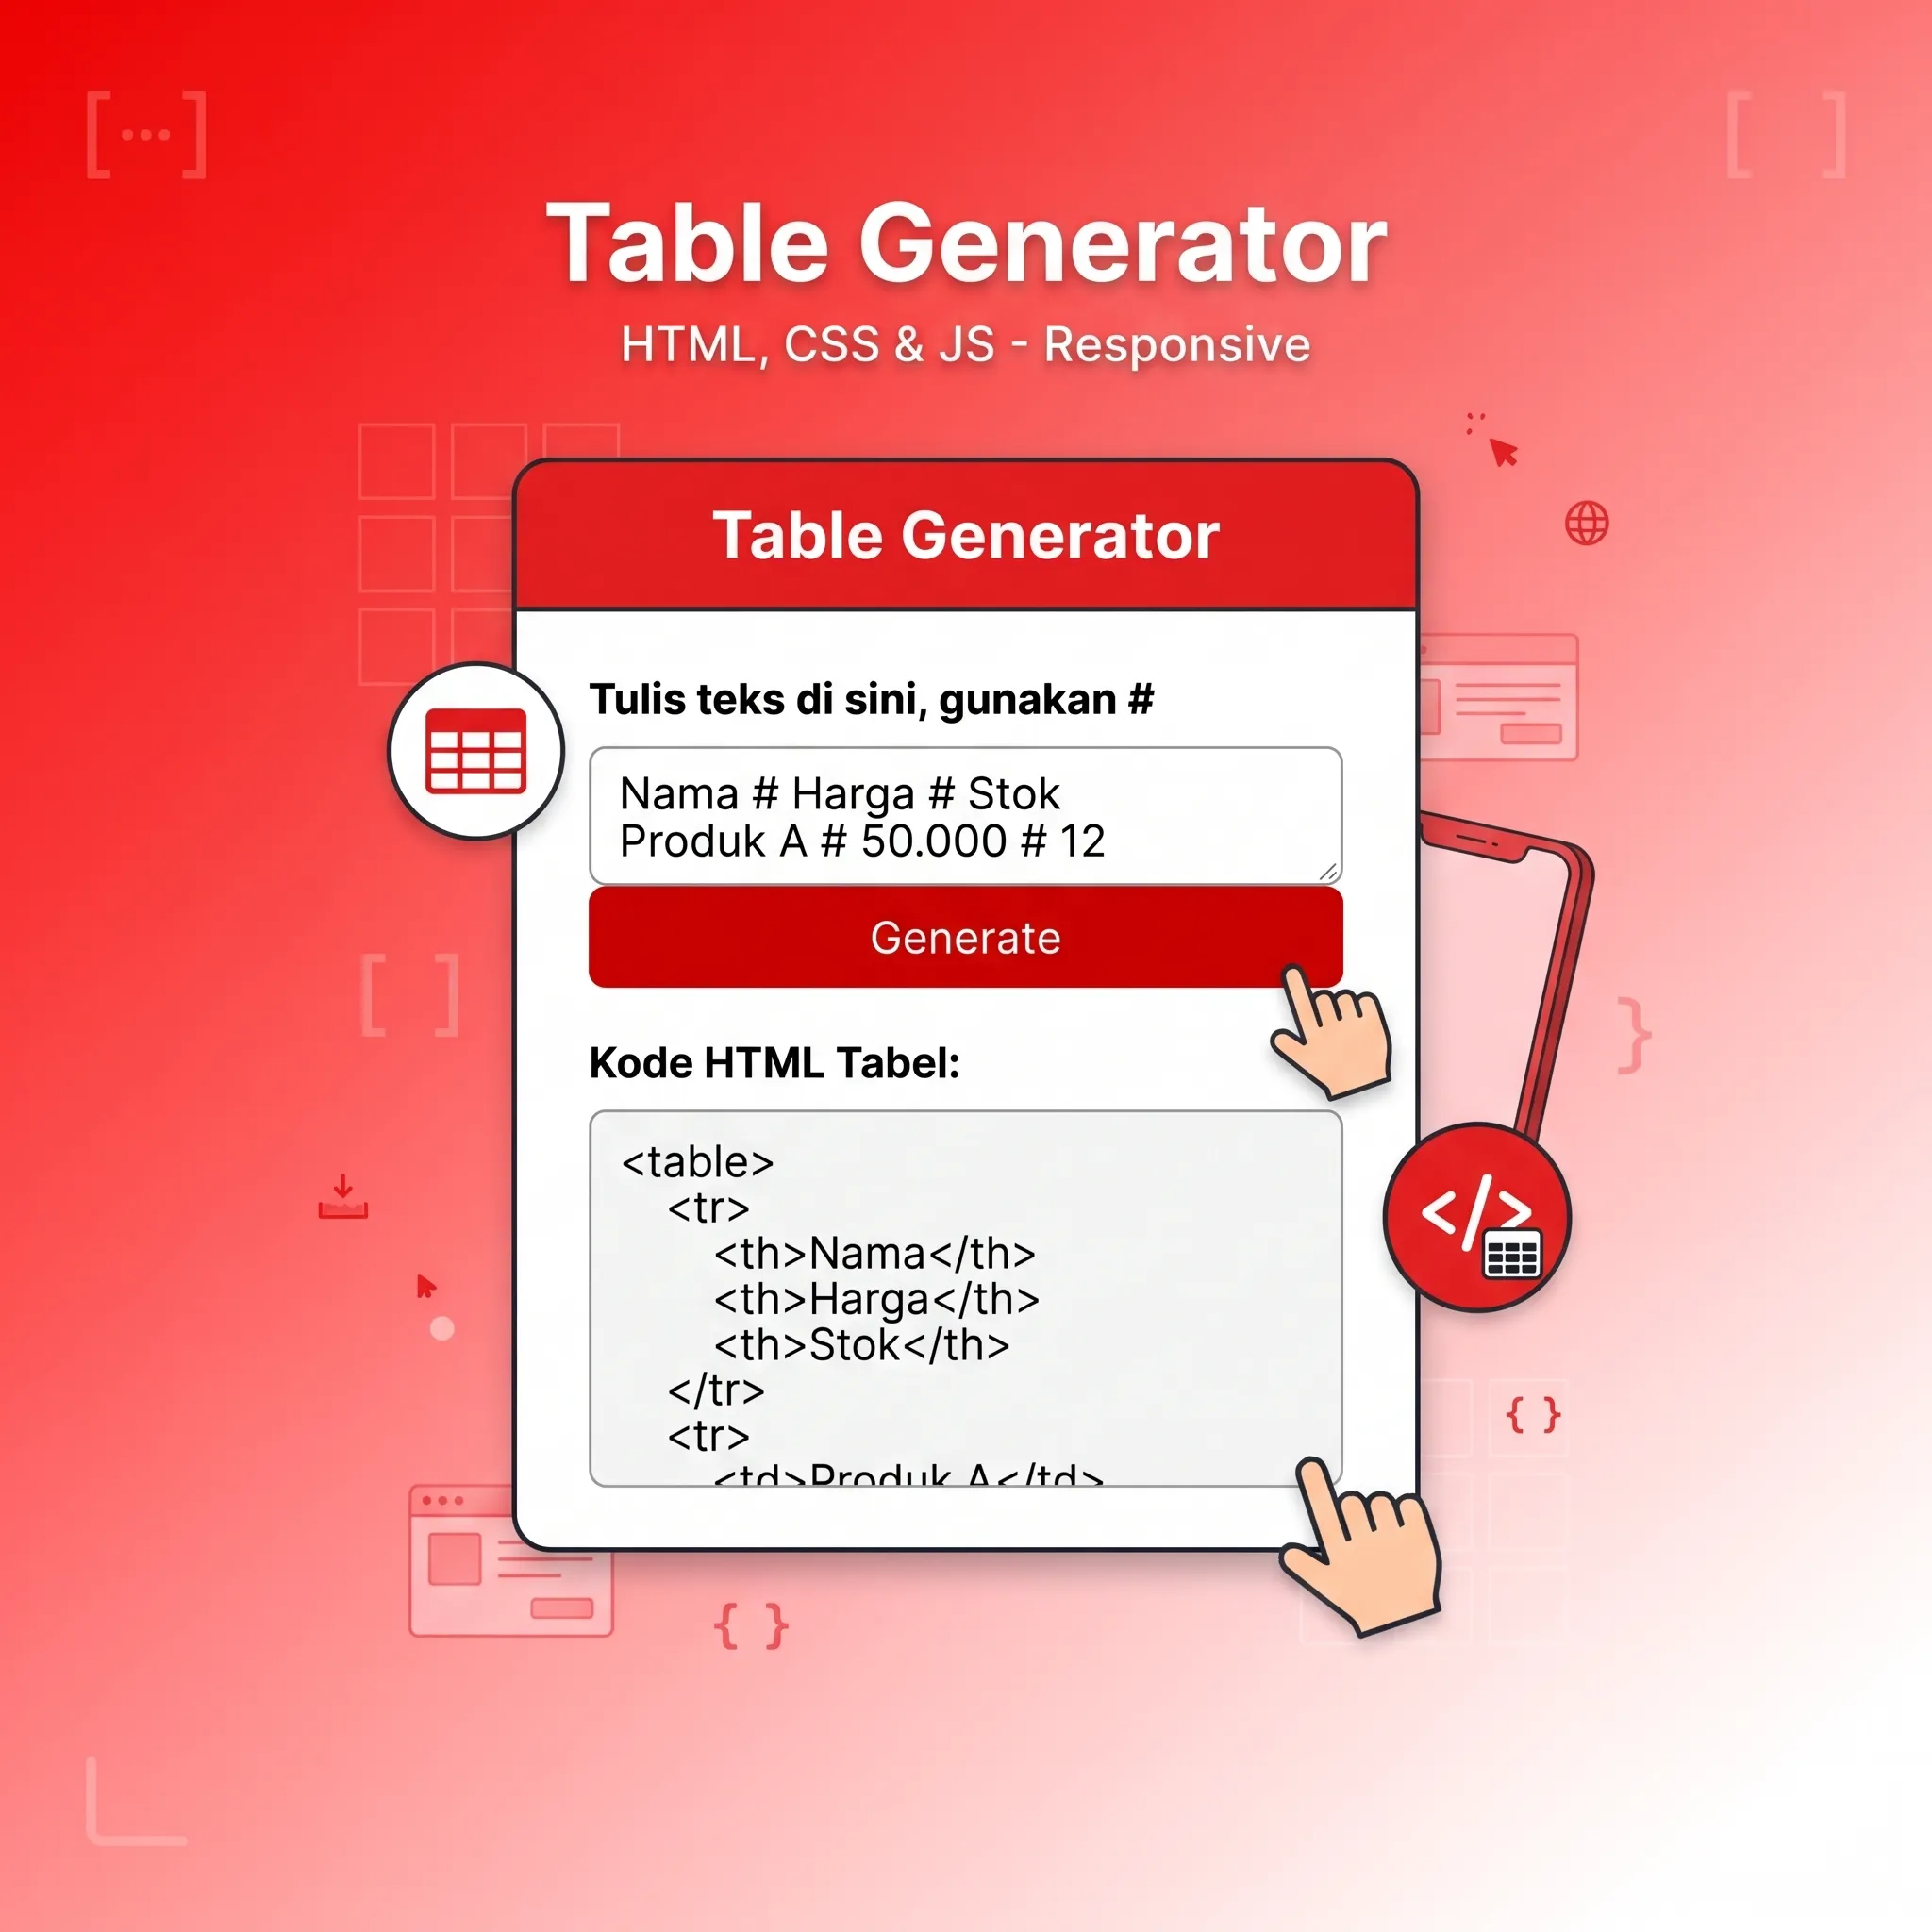 Table Generator
HTML, CSS & JS - Responsive
Table Generator
Tulis teks di sini, gunakan #
Nama # Harga # Stok
Produk A # 50.000 # 12
Generate
Kode HTML Tabel:
<table>
<tr>
<th>Nama</th>
<th>Harga</th>
<th>Stok</th>
</tr>
<tr>
<td>Produk A</td>